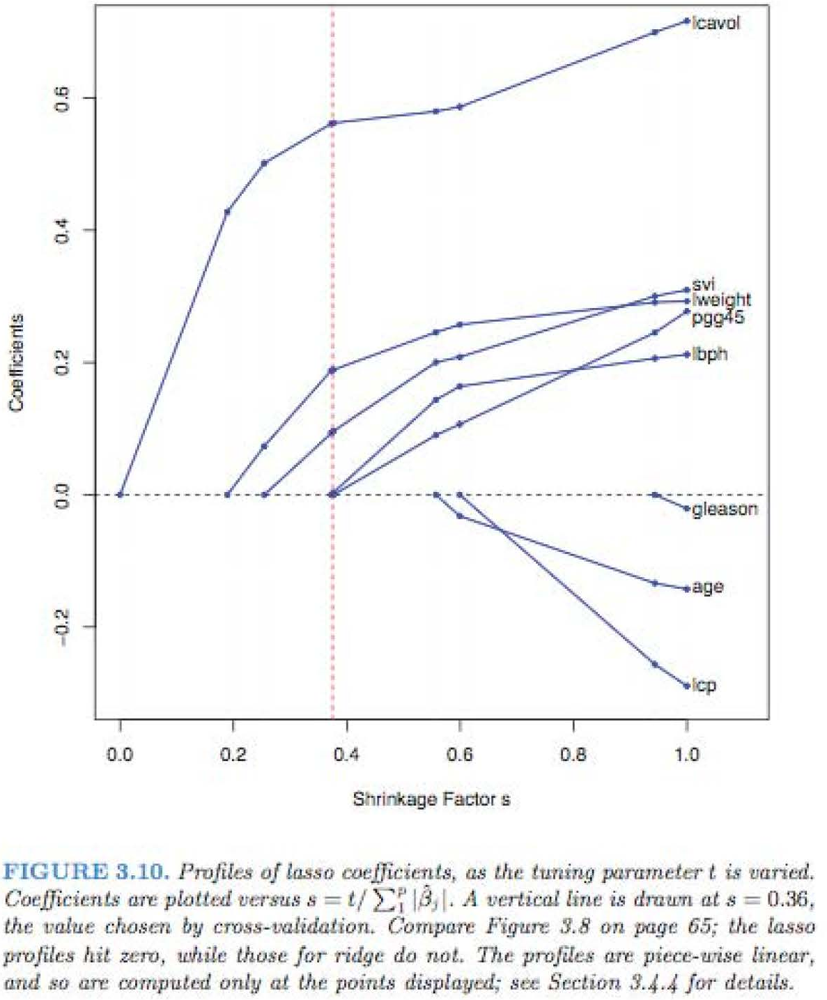 lcavol
0.6
0.4
svi
lweight
pgg45
0.2
lbph
Coefficients
0.0
gleason
age
−0.2
lcp
0.0 0.2 0.4 0.6 0.8 1.0
Shrinkage Factor s
FIGURE 3.10. Profiles of lasso coefficients, as the tuning parameter t is varied.
Coefficients are plotted versus s = t/ ∑₁ᵖ |β̂ⱼ|. A vertical line is drawn at s = 0.36,
the value chosen by cross-validation. Compare Figure 3.8 on page 65; the lasso
profiles hit zero, while those for ridge do not. The profiles are piece-wise linear,
and so are computed only at the points displayed; see Section 3.4.4 for details.